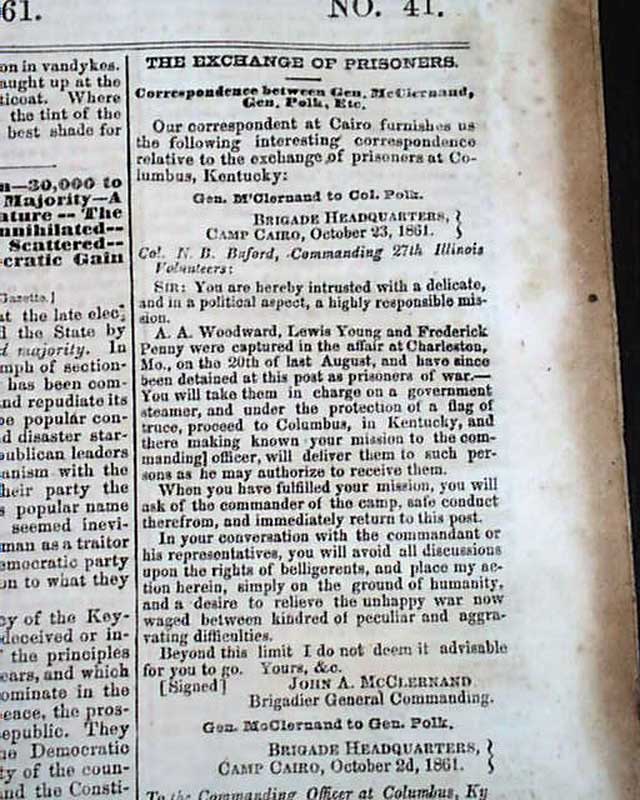 61.
NO. 41.
on in vandykes.
aught up at the
ticoat. Where
the tint of the
best shade for
n—30,000 to
Majority—A
ature -- The
nnihilated--
Scattered--
cratic Gain
Gazette.]
at the late elec-
d the State by
d majority. In
mph of section-
has been com-
nd repudiate its
be popular con-
d disaster star-
publican leaders
anism with the
heir party the
s popular name
seemed inevi-
man as a traitor
emocratic party
on to what they
cy of the Key-
deceived or in-
f the principles
ears, and which
ominate in the
eace, the pros-
epublic. They
he Democratic
ty of the coun-
and the Consti-
THE EXCHANGE OF PRISONERS.
Correspondence between Gen. McClernand,
Gen. Polk, Etc.
Our correspondent at Cairo furnishes us
the following interesting correspondence
relative to the exchange of prisoners at Co-
lumbus, Kentucky:
Gen. M'Clernand to Col. Polk.
BRIGADE HEADQUARTERS, }
CAMP CAIRO, October 23, 1861. }
Col. N. B. Buford, Commanding 27th Illinois
Volunteers:
SIR: You are hereby intrusted with a delicate,
and in a political aspect, a highly responsible mis-
sion.
A. A. Woodward, Lewis Young and Frederick
Penny were captured in the affair at Charleston,
Mo., on the 20th of last August, and have since
been detained at this post as prisoners of war.—
You will take them in charge on a government
steamer, and under the protection of a flag of
truce, proceed to Columbus, in Kentucky, and
there making known your mission to the com-
manding] officer, will deliver them to such per-
sons as he may authorize to receive them.
When you have fulfilled your mission, you will
ask of the commander of the camp, safe conduct
therefrom, and immediately return to this post.
In your conversation with the commandant or
his representatives, you will avoid all discussions
upon the rights of belligerents, and place my ac-
tion herein, simply on the ground of humanity,
and a desire to relieve the unhappy war now
waged between kindred of peculiar and aggra-
vating difficulties.
Beyond this limit I do not deem it advisable
for you to go. Yours, &c.
[Signed] JOHN A. MCCLERNAND
Brigadier General Commanding.
Gen. McClernand to Gen. Polk.
BRIGADE HEADQUARTERS, }
CAMP CAIRO, October 2d, 1861. }
To the Commanding Officer at Columbus, Ky